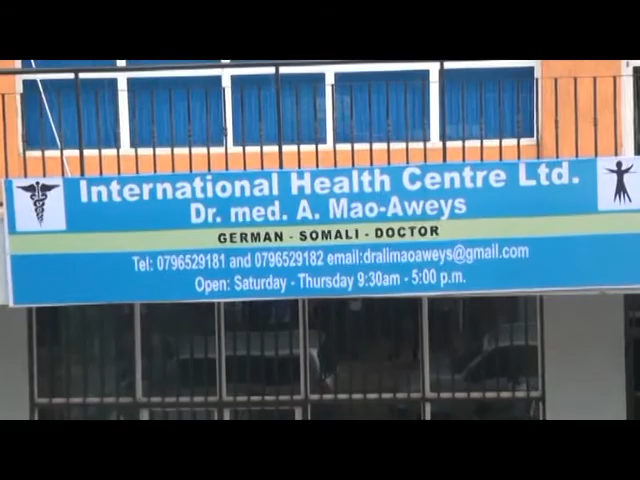 International Health Centre Ltd.
Dr. med. A. Mao-Aweys
GERMAN - SOMALI - DOCTOR
Tel: 0796529181 and 0796529182 email:dralimaoaweys@gmail.com
Open: Saturday - Thursday 9:30am - 5:00 p.m.